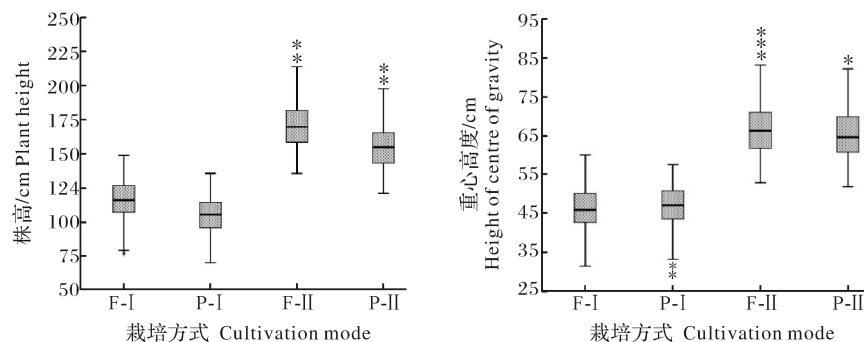 株高/cm Plant height
250
225
200
175
150
124
100
75
50
**
**
*
F-I
P-I
F-II
P-II
栽培方式 Cultivation mode
重心高度/cm
Height of centre of gravity
95
85
75
65
55
45
35
25
***
*
**
F-I
P-I
F-II
P-II
栽培方式 Cultivation mode